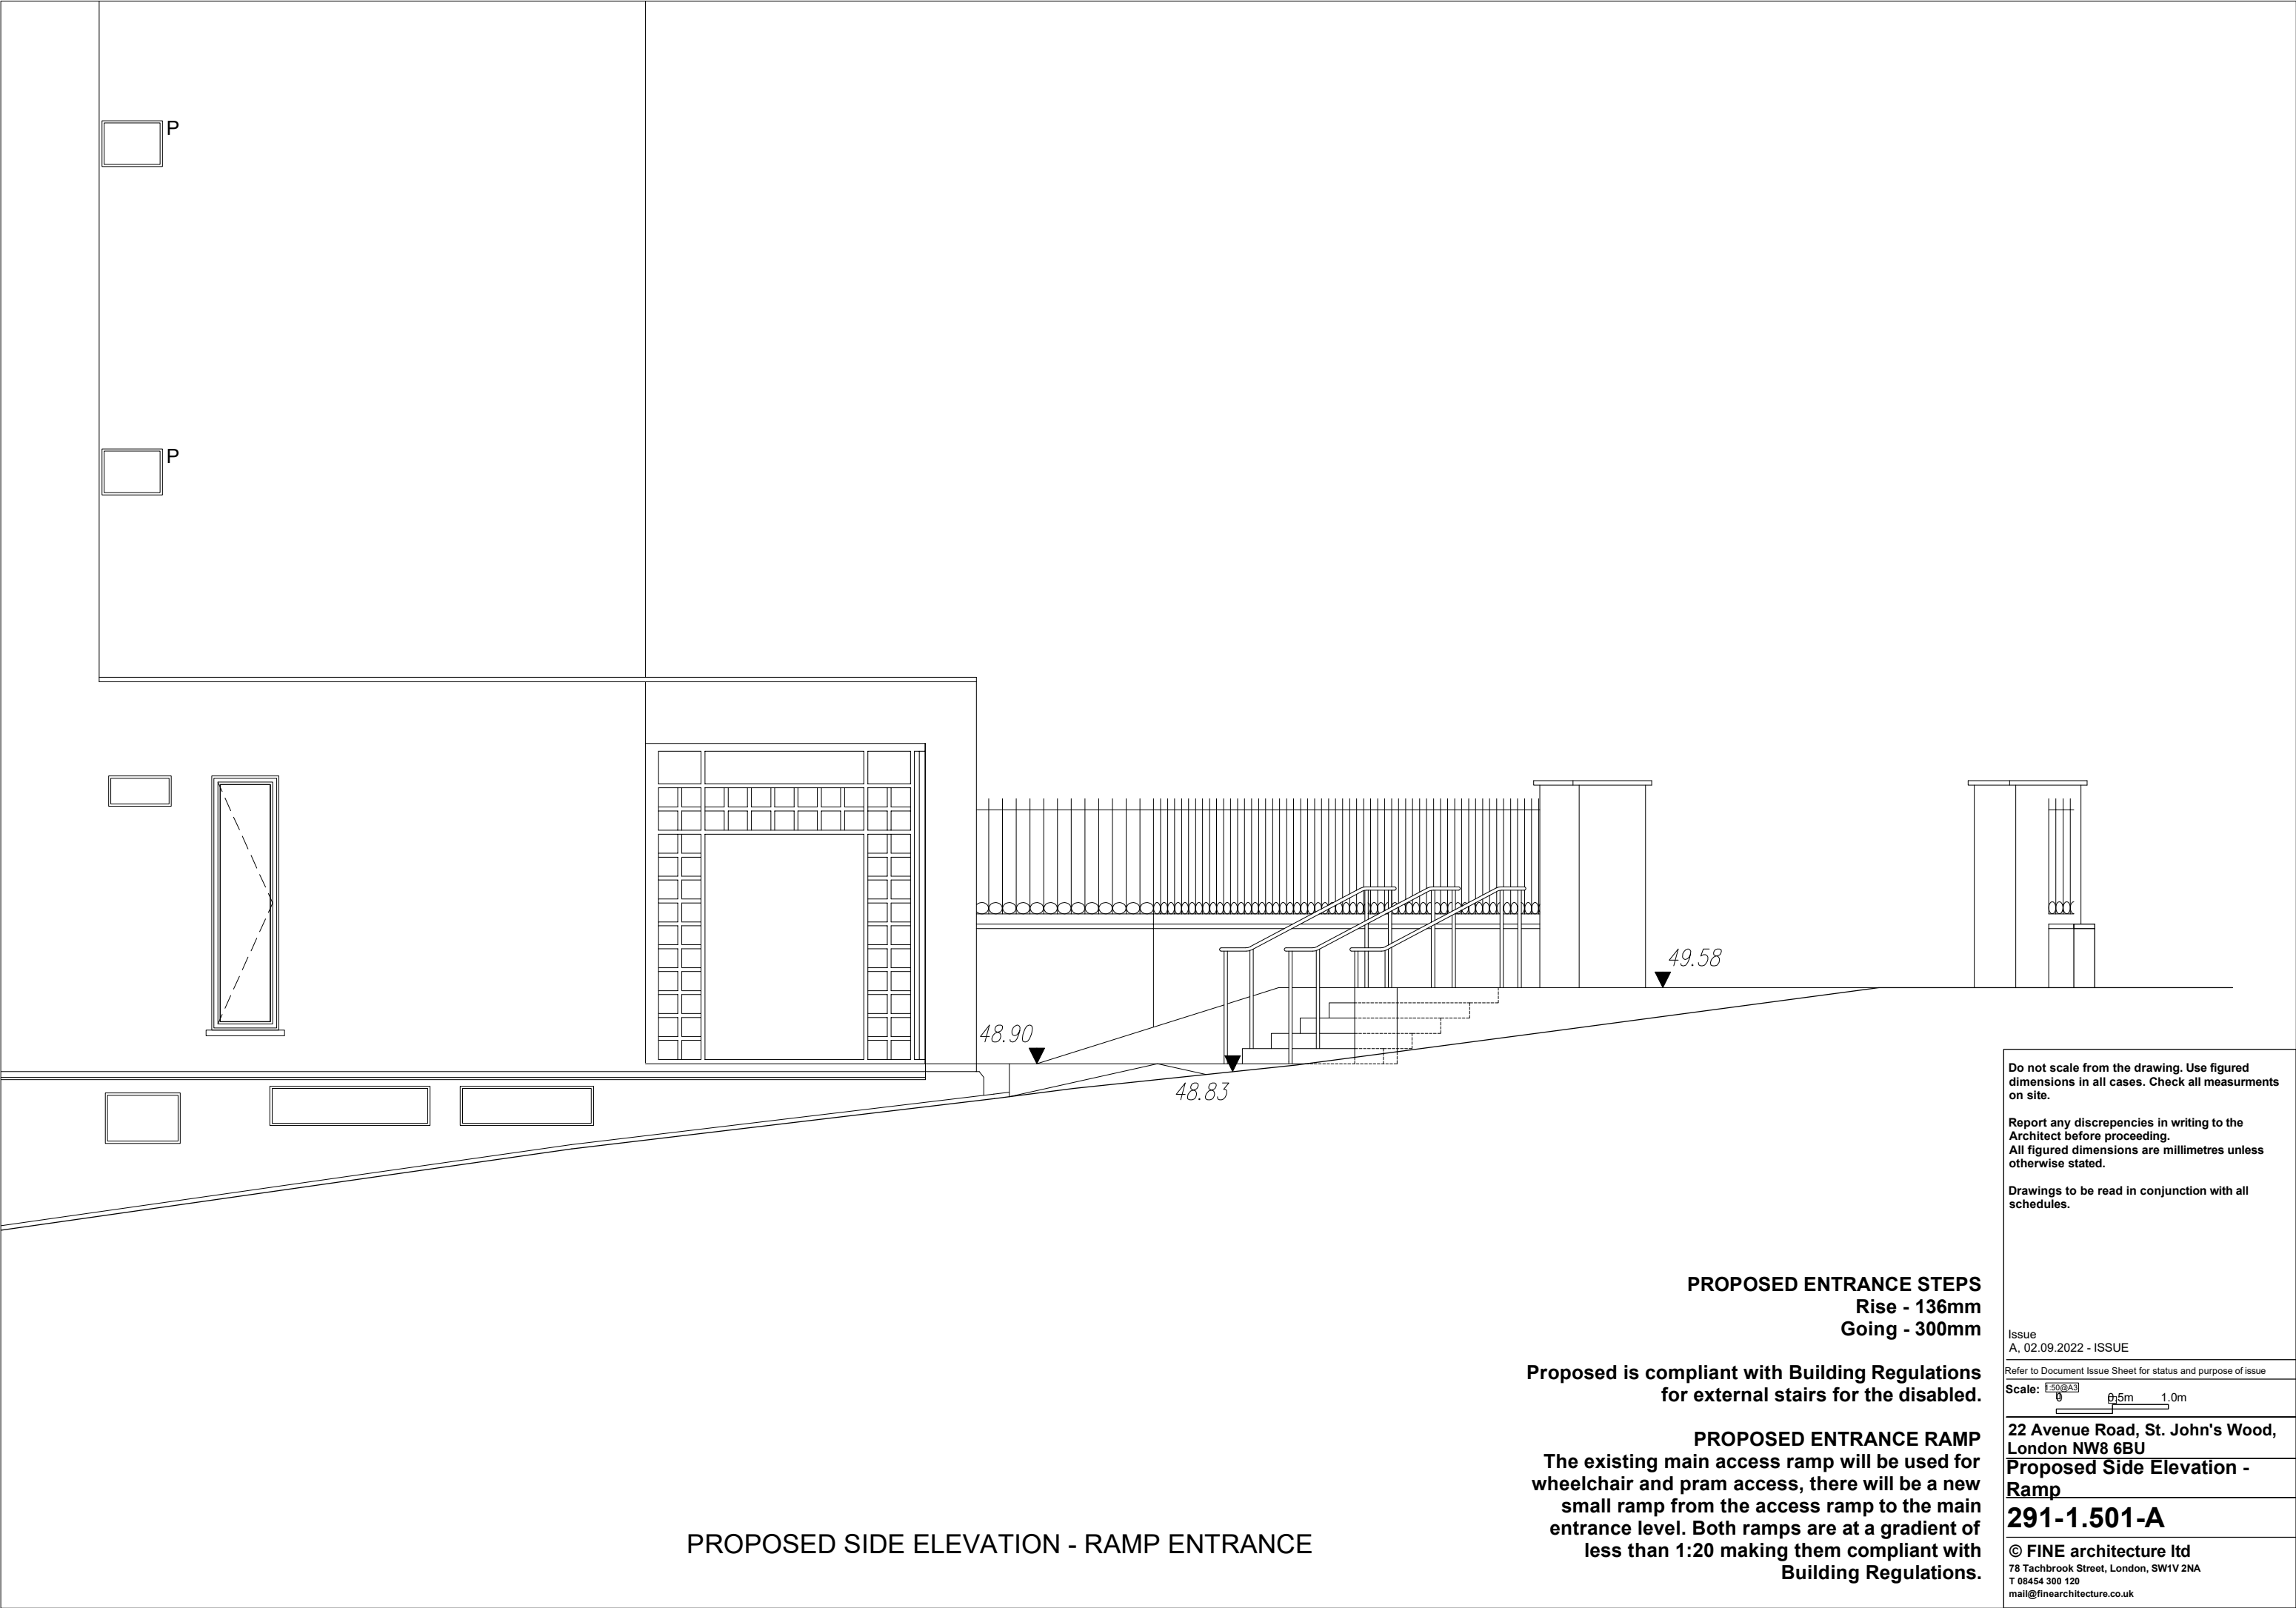 P
P
49.58
48.90
48.83
Do not scale from the drawing. Use figured
dimensions in all cases. Check all measurments
on site.
Report any discrepencies in writing to the
Architect before proceeding.
All figured dimensions are millimetres unless
otherwise stated.
Drawings to be read in conjunction with all
schedules.
PROPOSED ENTRANCE STEPS
Rise - 136mm
Going - 300mm
Proposed is compliant with Building Regulations
for external stairs for the disabled.
PROPOSED ENTRANCE RAMP
The existing main access ramp will be used for
wheelchair and pram access, there will be a new
small ramp from the access ramp to the main
entrance level. Both ramps are at a gradient of
less than 1:20 making them compliant with
Building Regulations.
PROPOSED SIDE ELEVATION - RAMP ENTRANCE
Issue
A, 02.09.2022 - ISSUE
Refer to Document Issue Sheet for status and purpose of issue
Scale: 1:50@A3
0 0.5m 1.0m
22 Avenue Road, St. John's Wood,
London NW8 6BU
Proposed Side Elevation -
Ramp
291-1.501-A
© FINE architecture ltd
78 Tachbrook Street, London, SW1V 2NA
T 08454 300 120
mail@finearchitecture.co.uk